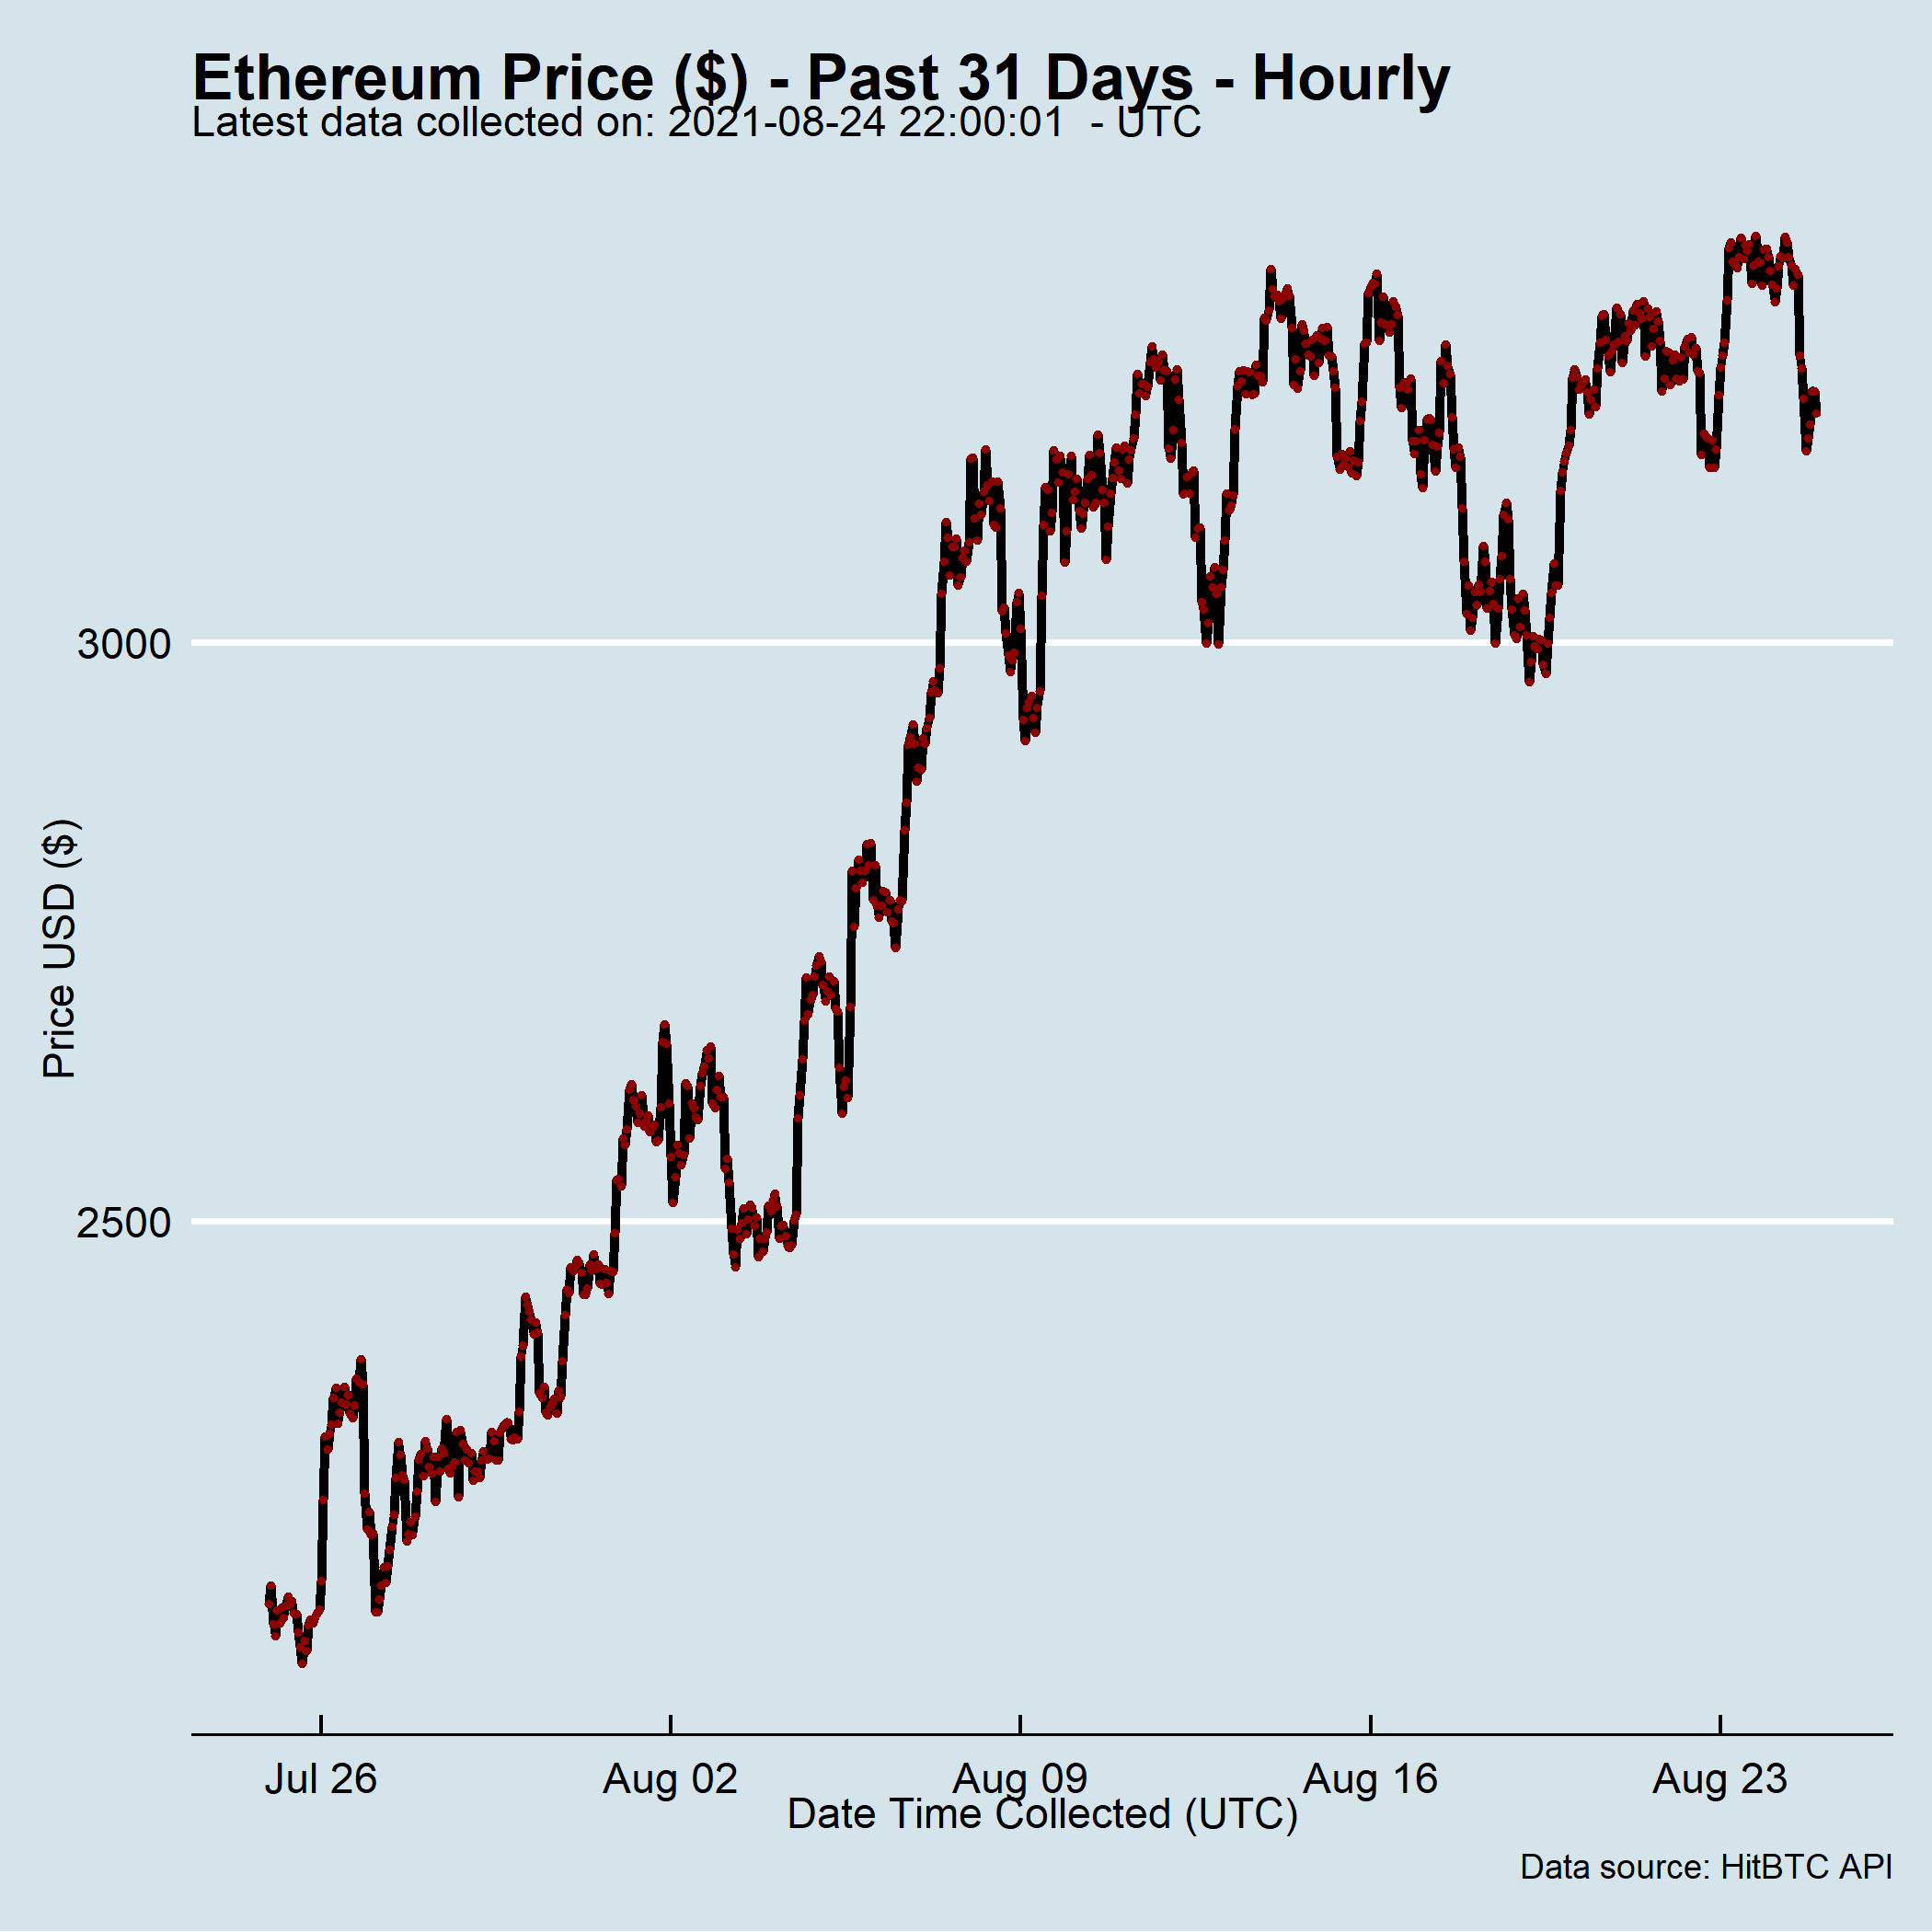 Ethereum Price ($) - Past 31 Days - Hourly
Latest data collected on: 2021-08-24 22:00:01  - UTC
3000
Price USD ($)
2500
Jul 26 Aug 02 Aug 09 Aug 16 Aug 23
Date Time Collected (UTC)
Data source: HitBTC API